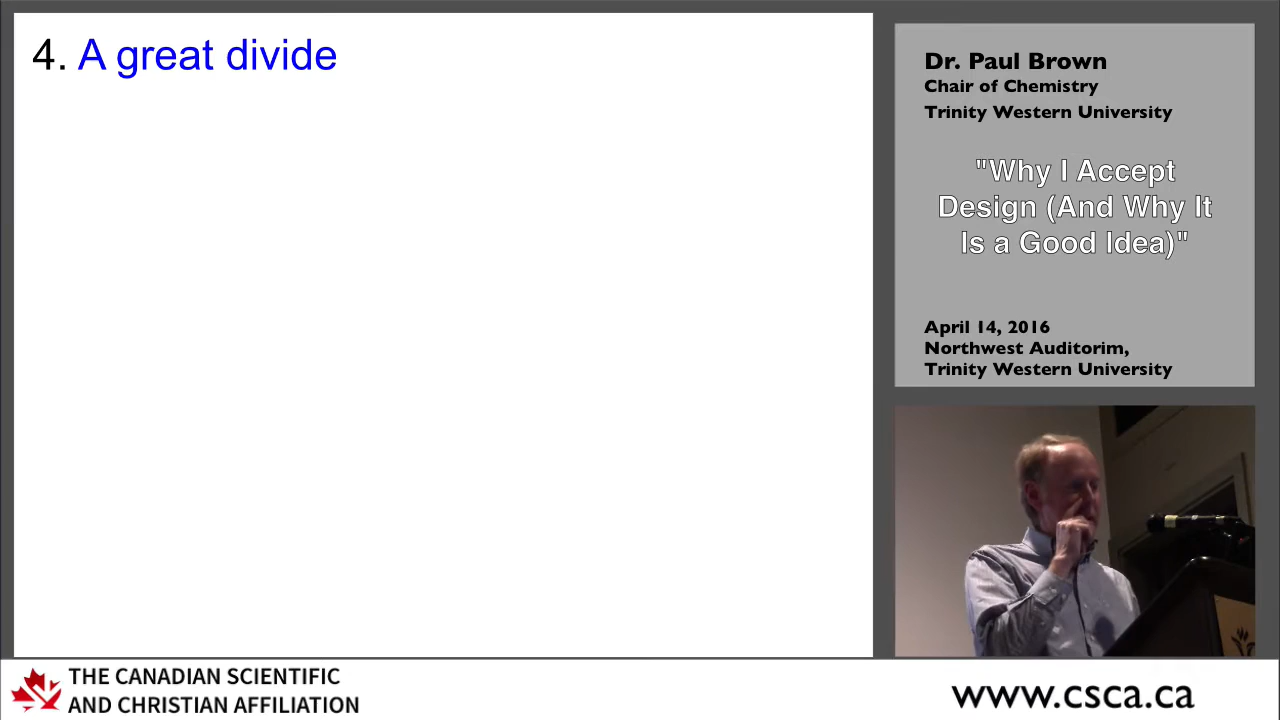 4. A great divide
Dr. Paul Brown
Chair of Chemistry
Trinity Western University
"Why I Accept
Design (And Why It
Is a Good Idea)"
April 14, 2016
Northwest Auditorim,
Trinity Western University
THE CANADIAN SCIENTIFIC
AND CHRISTIAN AFFILIATION
www.csca.ca